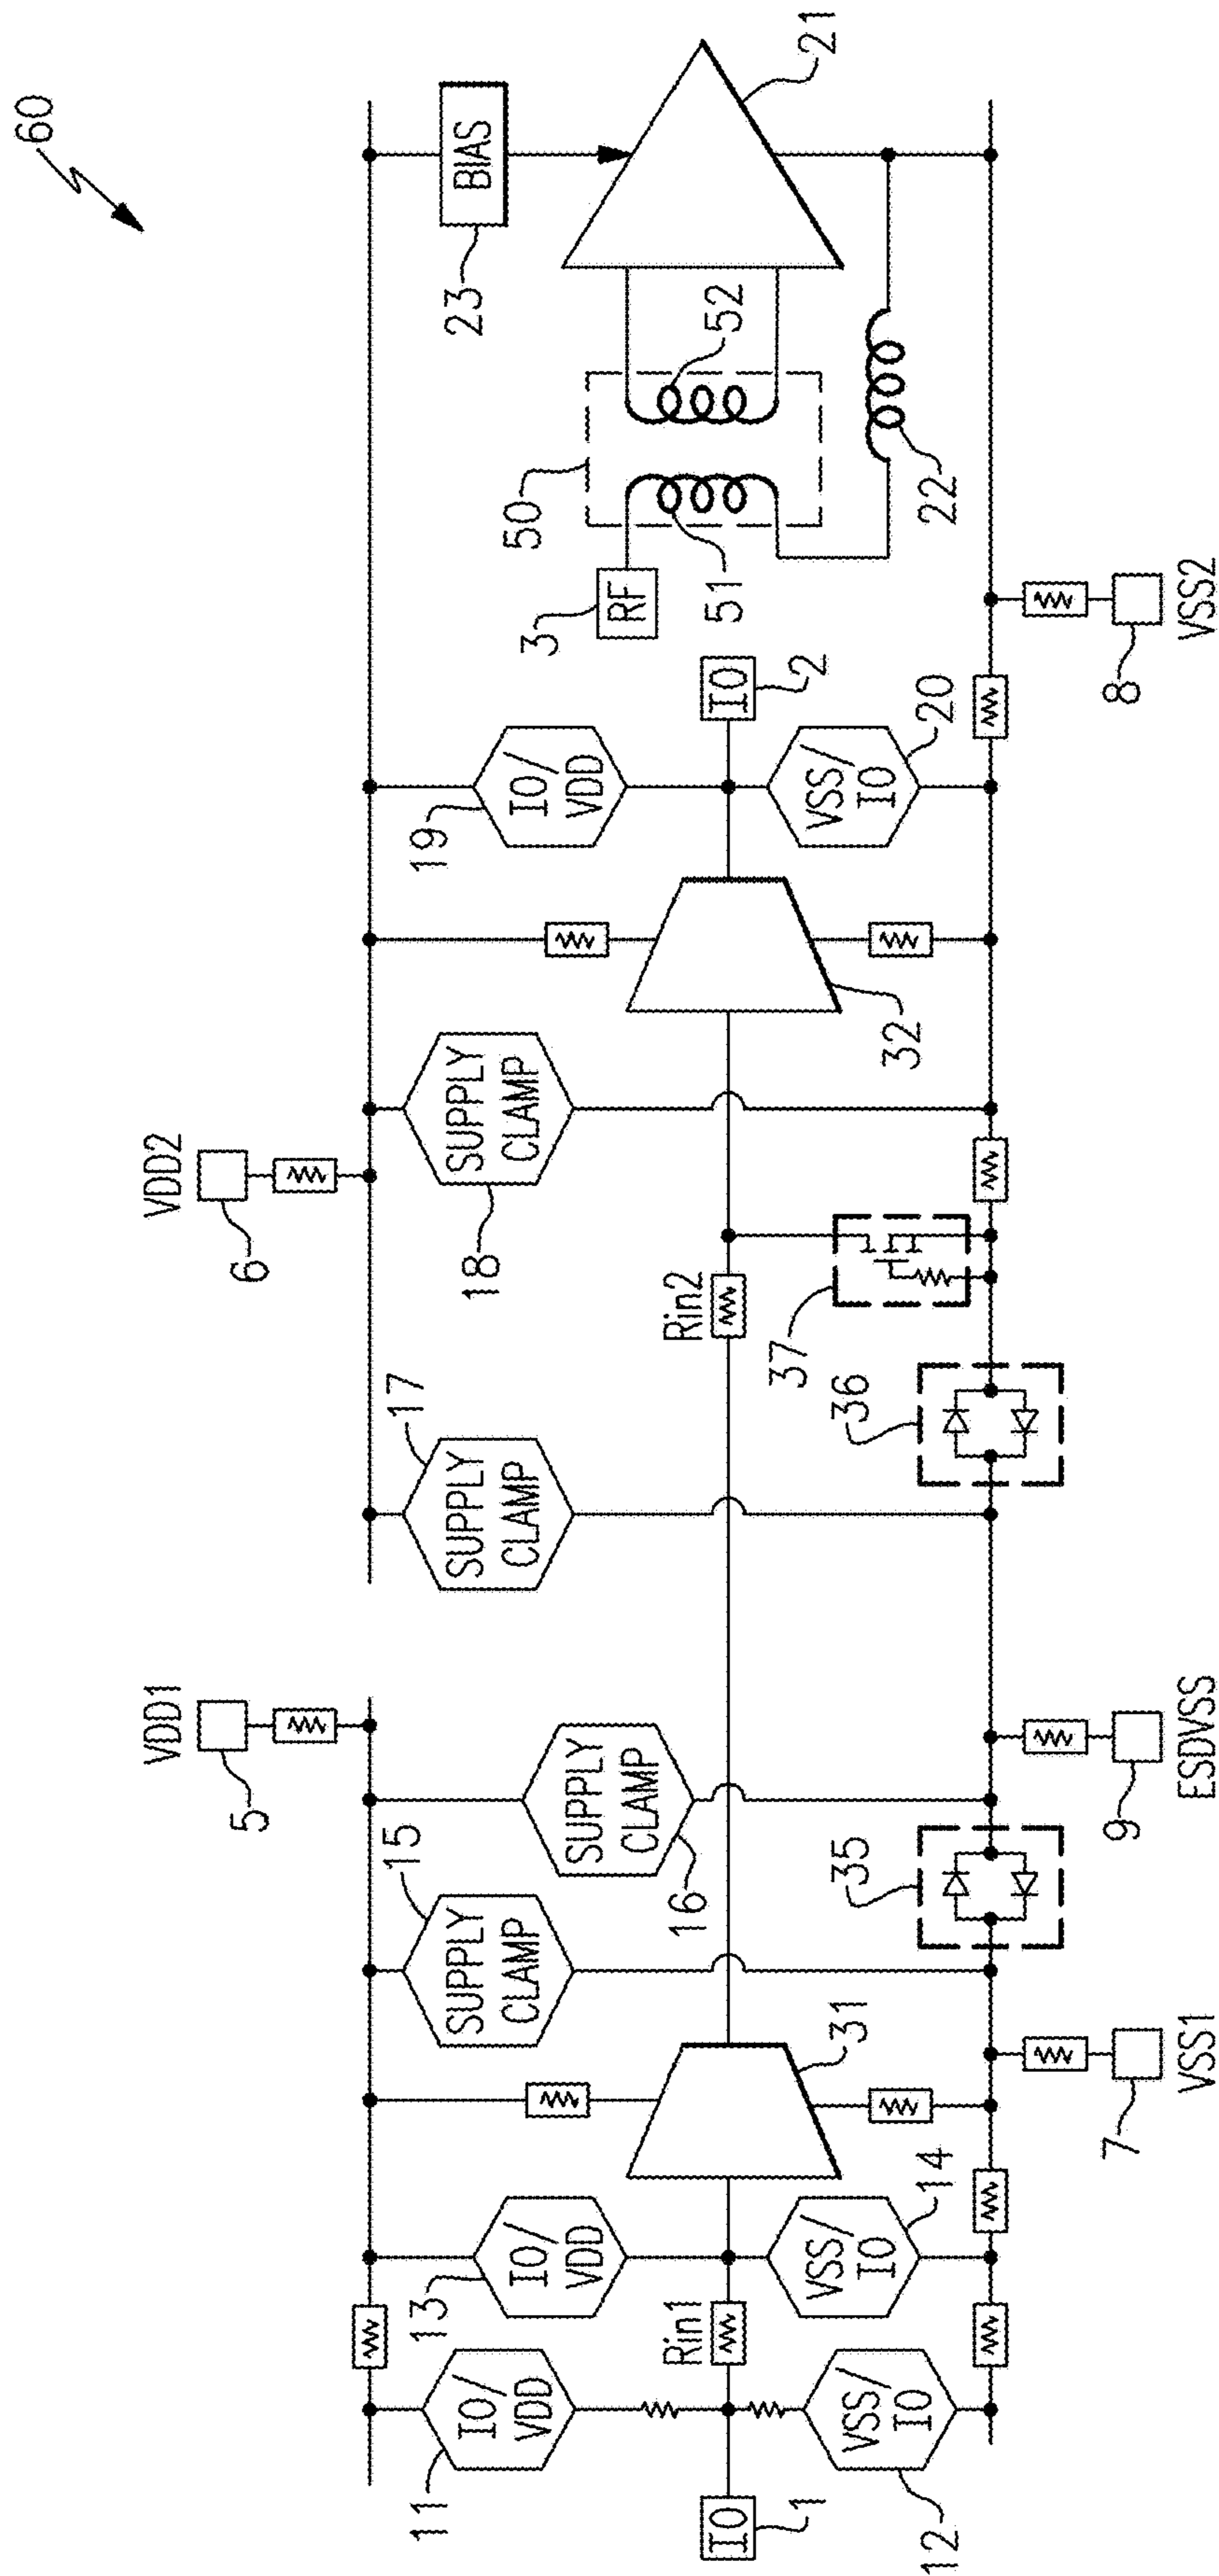 60
VDD1
5
VDD2
6
BIAS
23
21
11
IO/
VDD
13
IO/
VDD
15
SUPPLY
CLAMP
SUPPLY
CLAMP
16
17
SUPPLY
CLAMP
SUPPLY
CLAMP
18
19
IO/
VDD
IO
1
Rin1
31
Rin2
32
IO
2
3
RF
50
51
52
22
12
VSS/
IO
14
VSS/
IO
35
36
37
VSS/
IO
20
7
VSS1
9
ESDVSS
8
VSS2